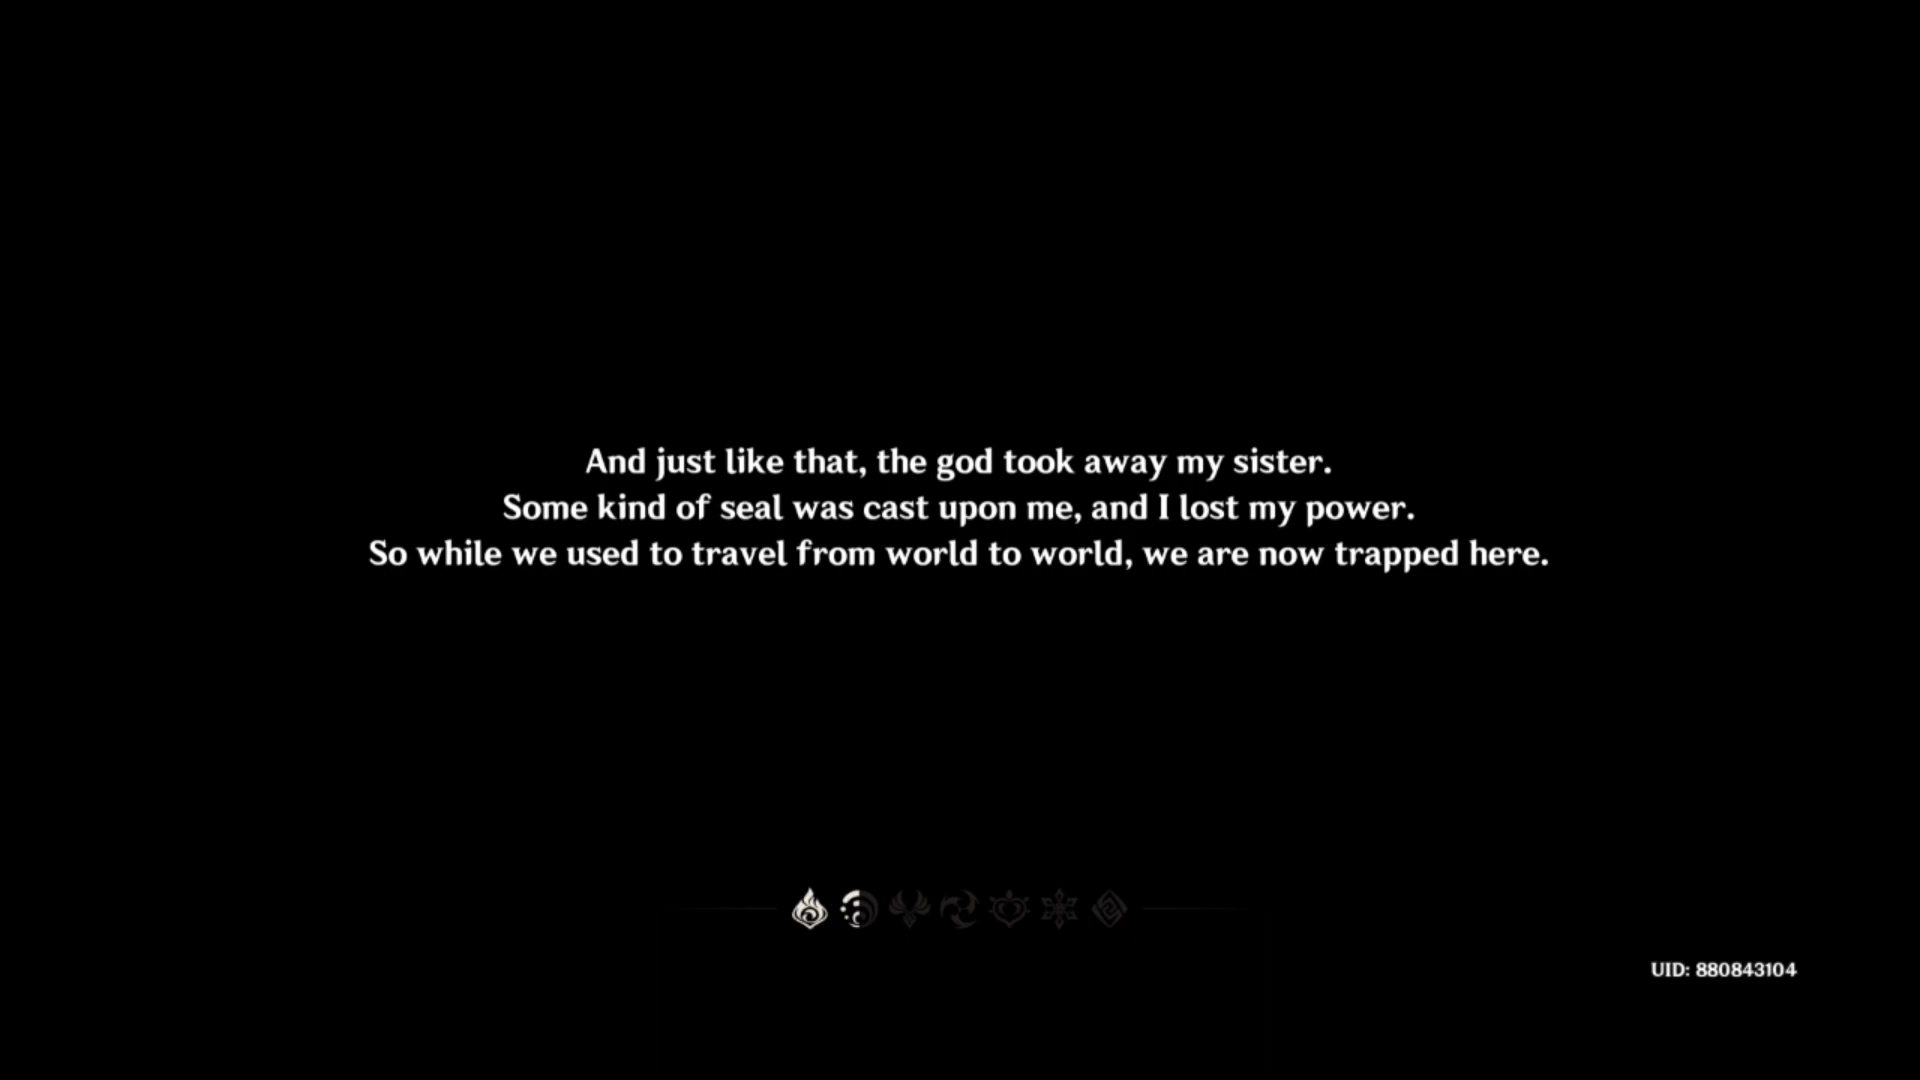 And just like that, the god took away my sister.
Some kind of seal was cast upon me, and I lost my power.
So while we used to travel from world to world, we are now trapped here.
UID: 880843104